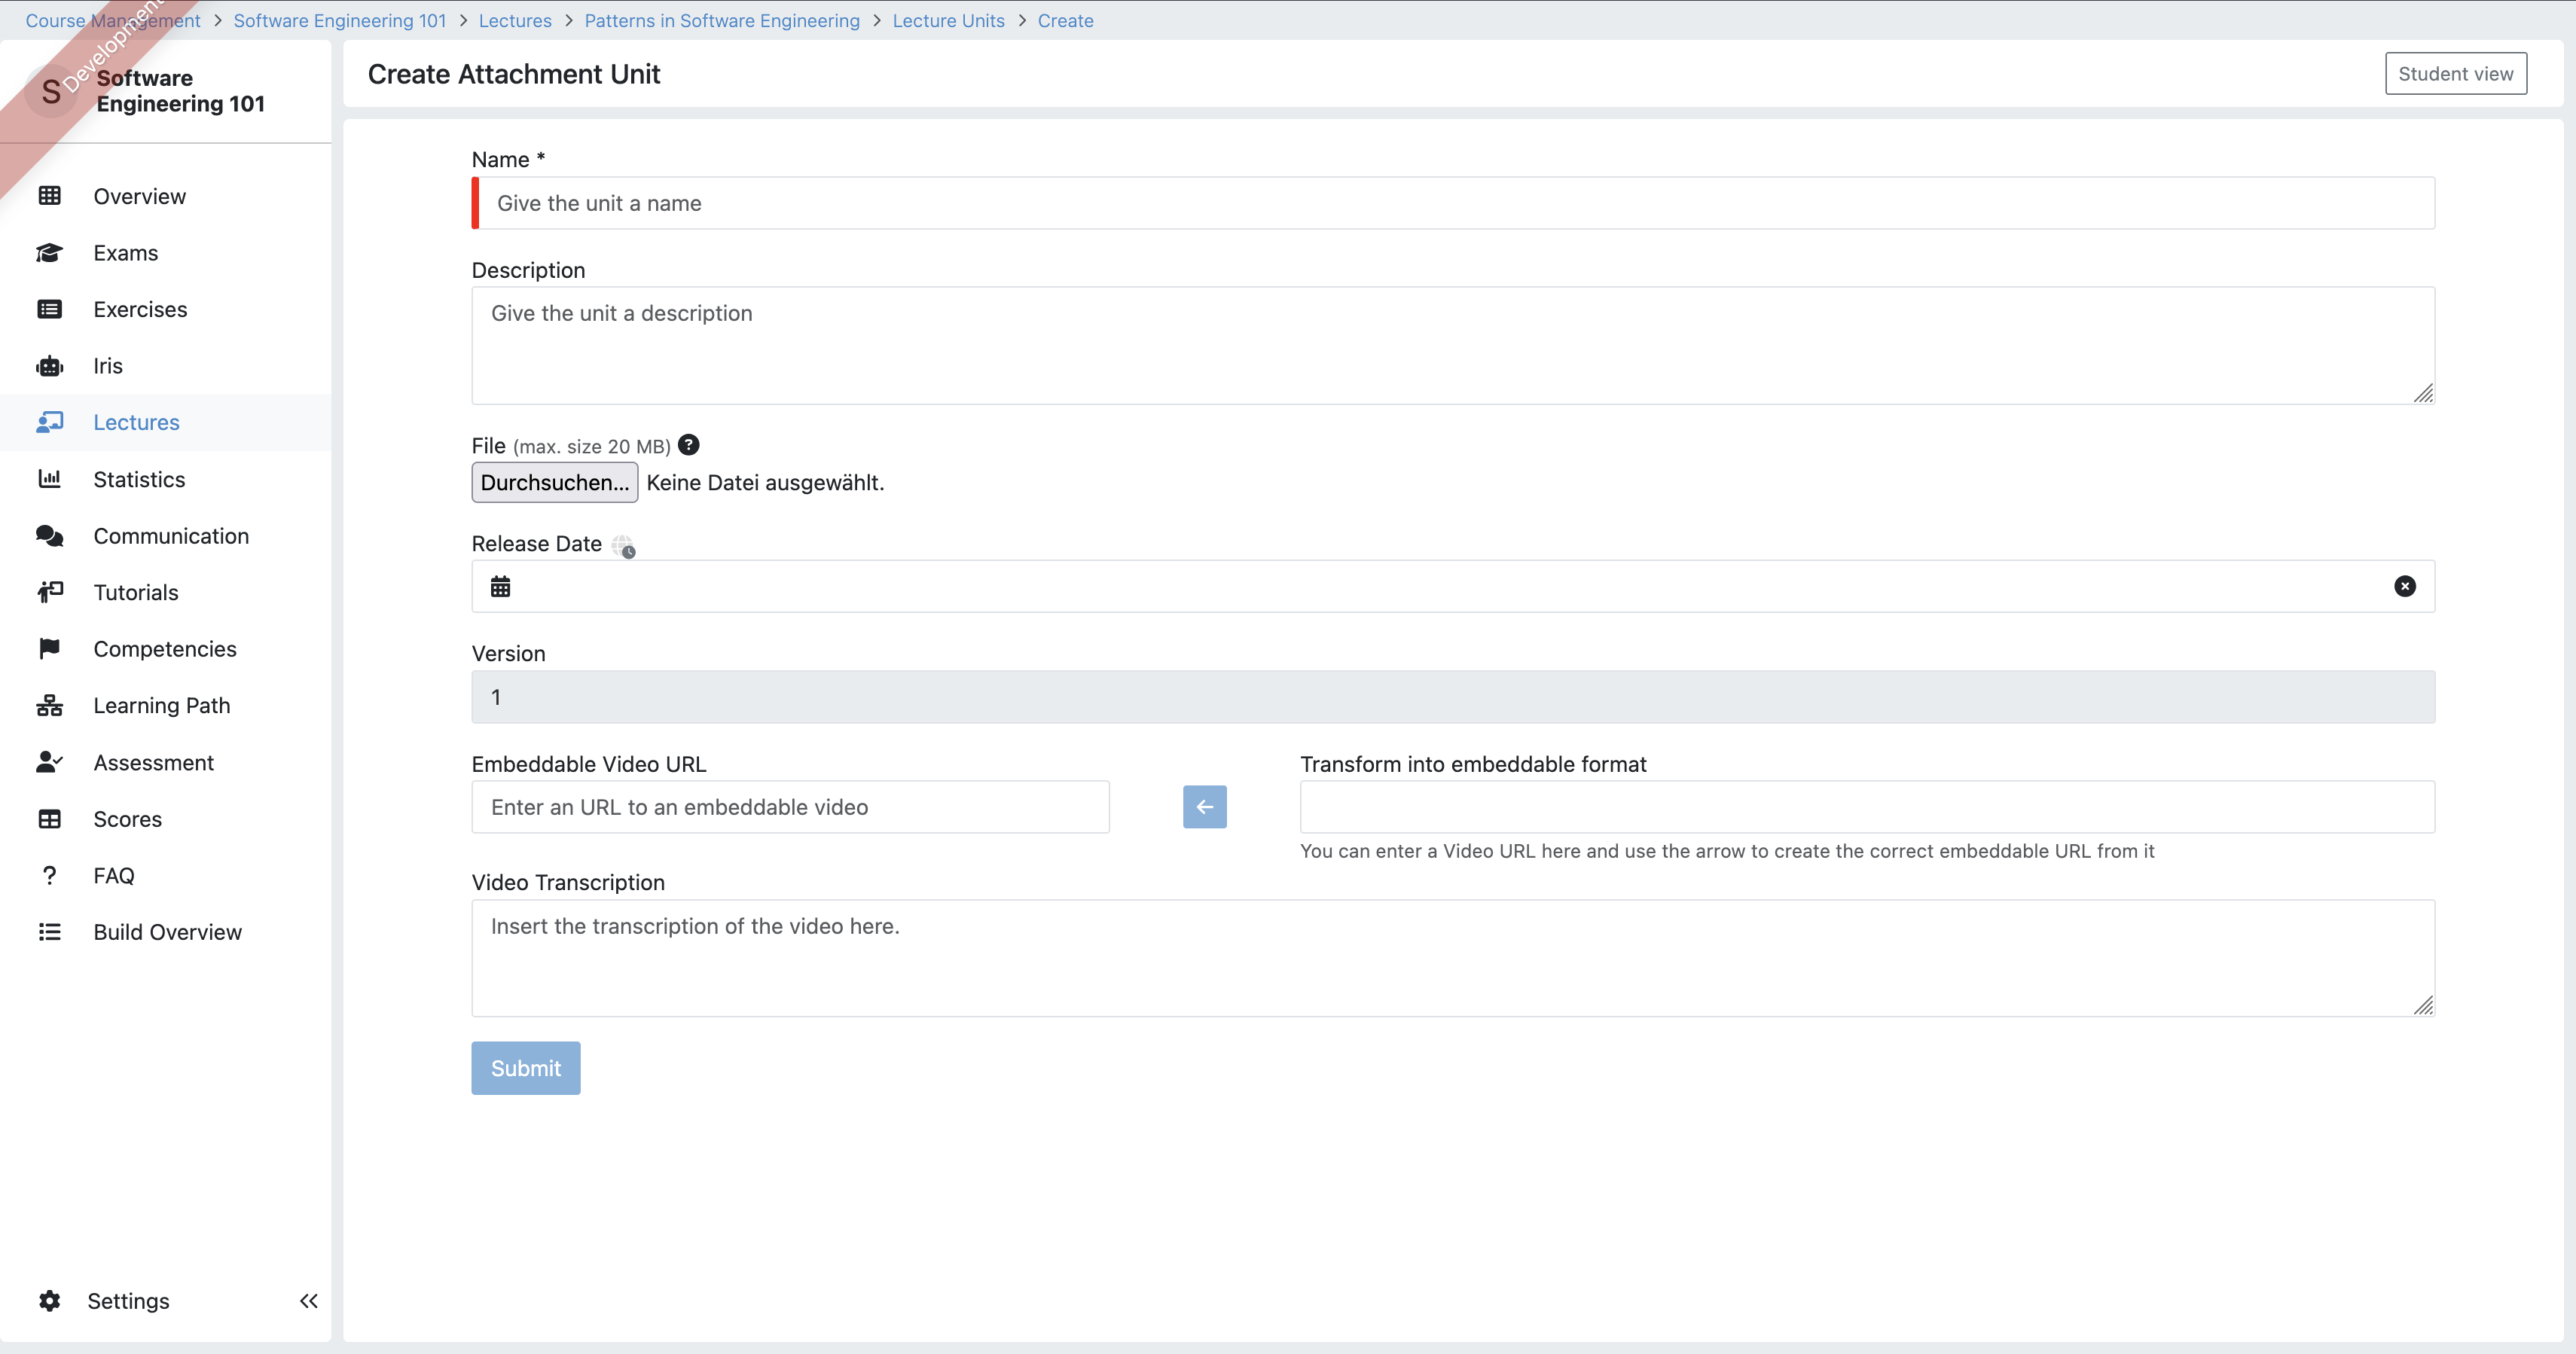 Course Management > Software Engineering 101 > Lectures > Patterns in Software Engineering > Lecture Units > Create
Development
S
Software
Engineering 101
Overview
Exams
Exercises
Iris
Lectures
Statistics
Communication
Tutorials
Competencies
Learning Path
Assessment
Scores
? FAQ
Build Overview
Settings
Create Attachment Unit
Student view
Name *
Give the unit a name
Description
Give the unit a description
File (max. size 20 MB) ?
Durchsuchen... Keine Datei ausgewählt.
Release Date
Version
1
Embeddable Video URL
Enter an URL to an embeddable video
Transform into embeddable format
You can enter a Video URL here and use the arrow to create the correct embeddable URL from it
Video Transcription
Insert the transcription of the video here.
Submit